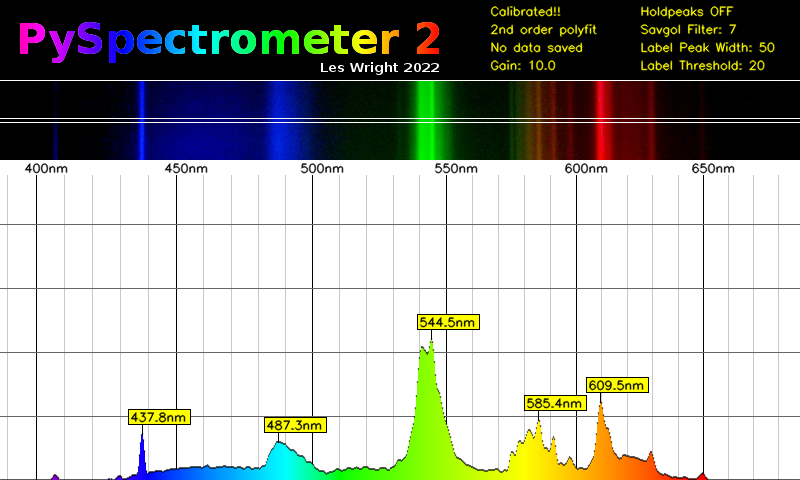 PySpectrometer 2
Les Wright 2022
Calibrated!!
2nd order polyfit
No data saved
Gain: 10.0
Holdpeaks OFF
Savgol Filter: 7
Label Peak Width: 50
Label Threshold: 20
400nm 450nm 500nm 550nm 600nm 650nm
544.5nm
609.5nm
585.4nm
437.8nm
487.3nm